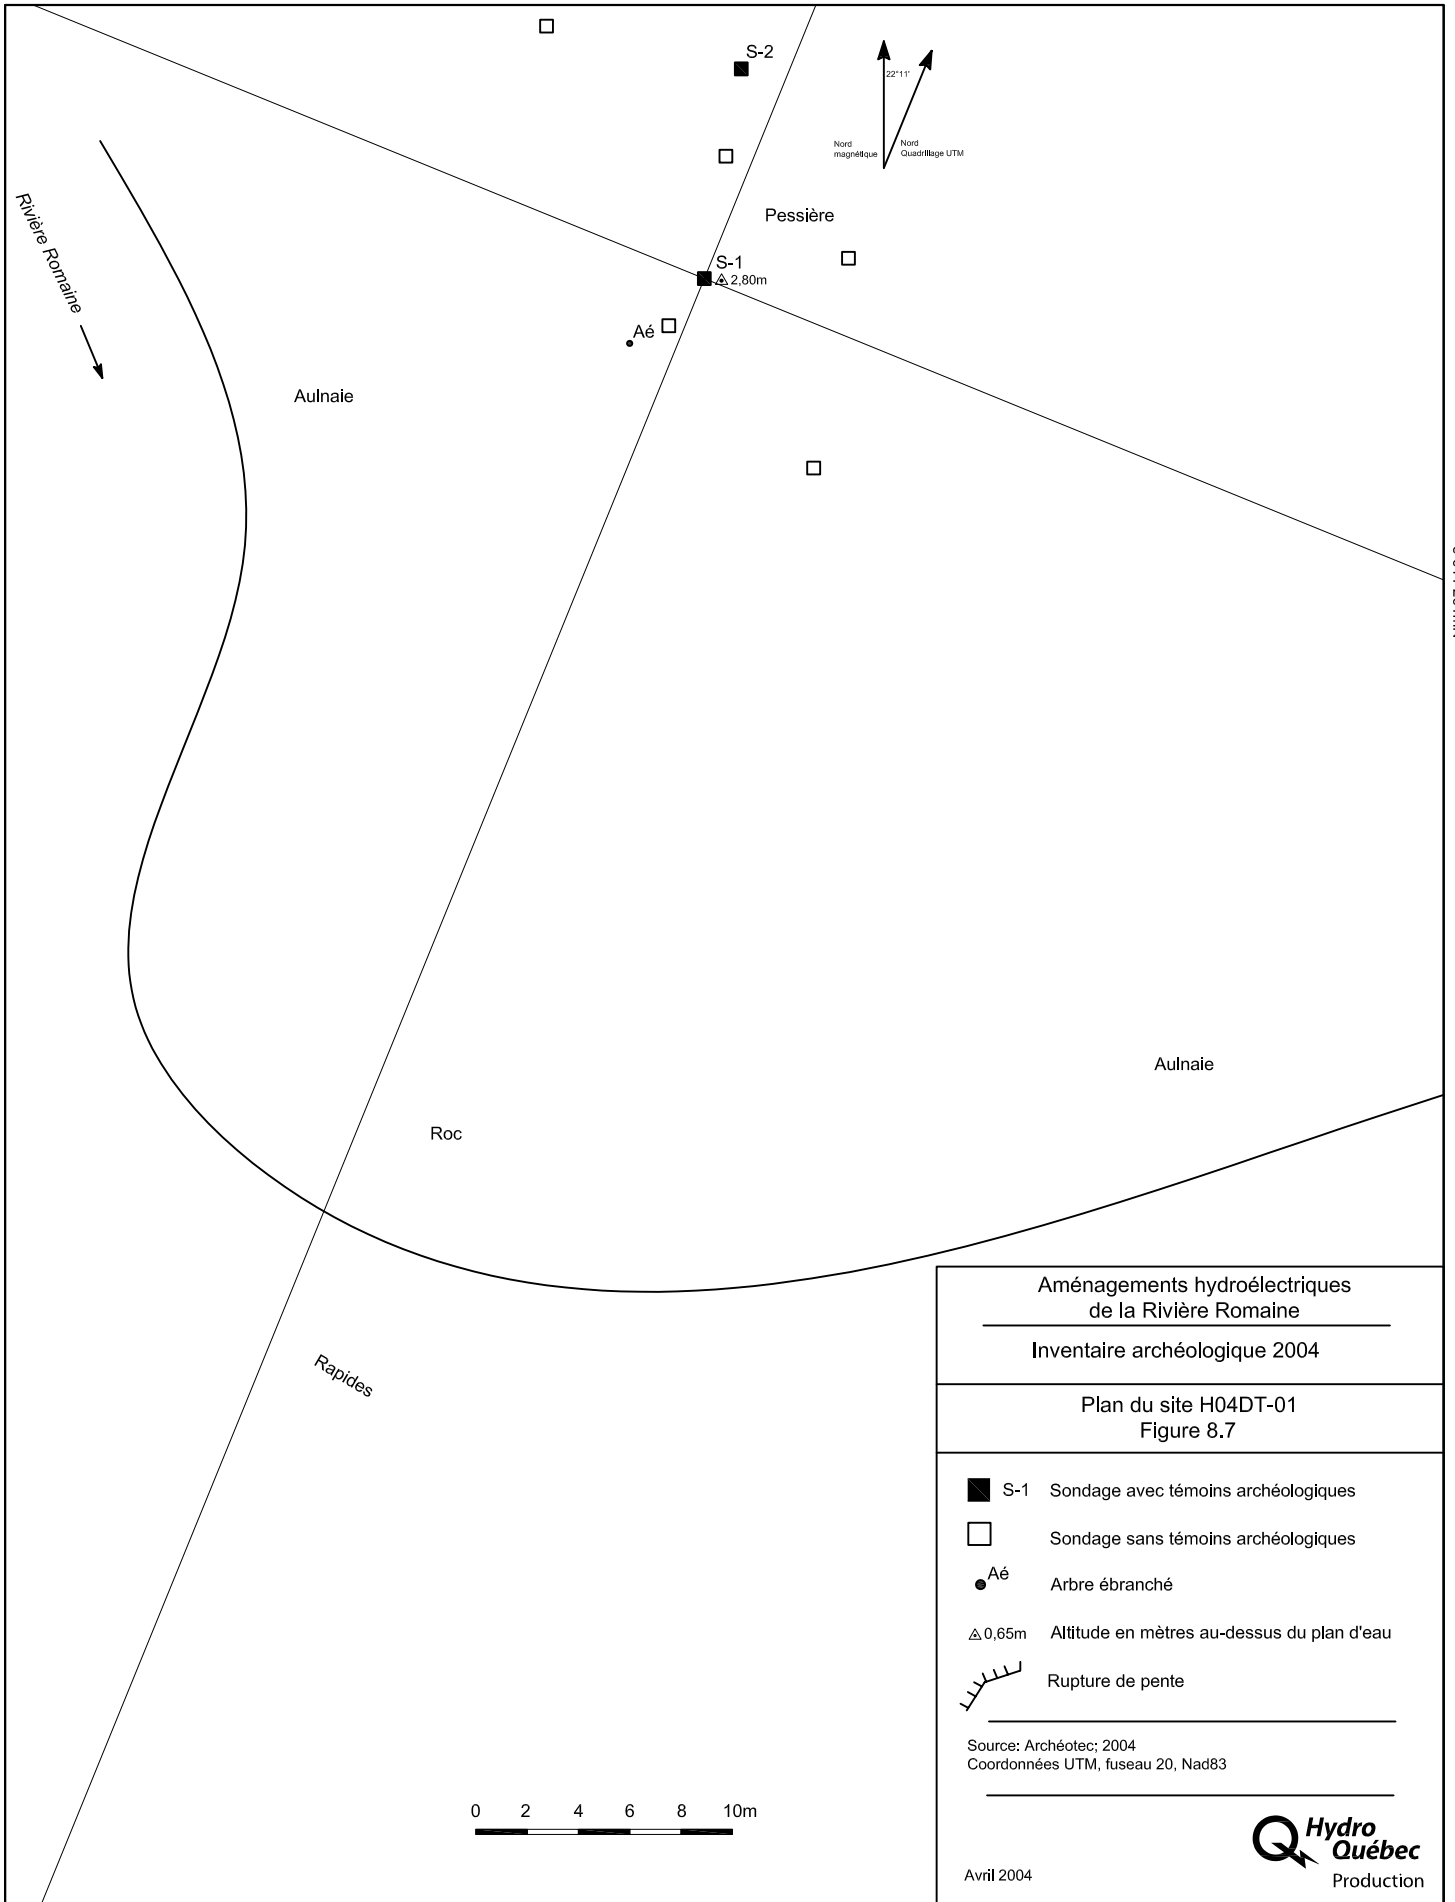 S-2
22°11'
Nord
magnétique
Nord
Quadrillage UTM
Rivière Romaine
Pessière
S-1
2,80m
Aé
Aulnaie
Aulnaie
Roc
Rapides
0 2 4 6 8 10m
Aménagements hydroélectriques
de la Rivière Romaine
Inventaire archéologique 2004
Plan du site H04DT-01
Figure 8.7
S-1 Sondage avec témoins archéologiques
Sondage sans témoins archéologiques
Aé Arbre ébranché
0,65m Altitude en mètres au-dessus du plan d'eau
Rupture de pente
Source: Archéotec; 2004
Coordonnées UTM, fuseau 20, Nad83
Avril 2004
Hydro
Québec
Production